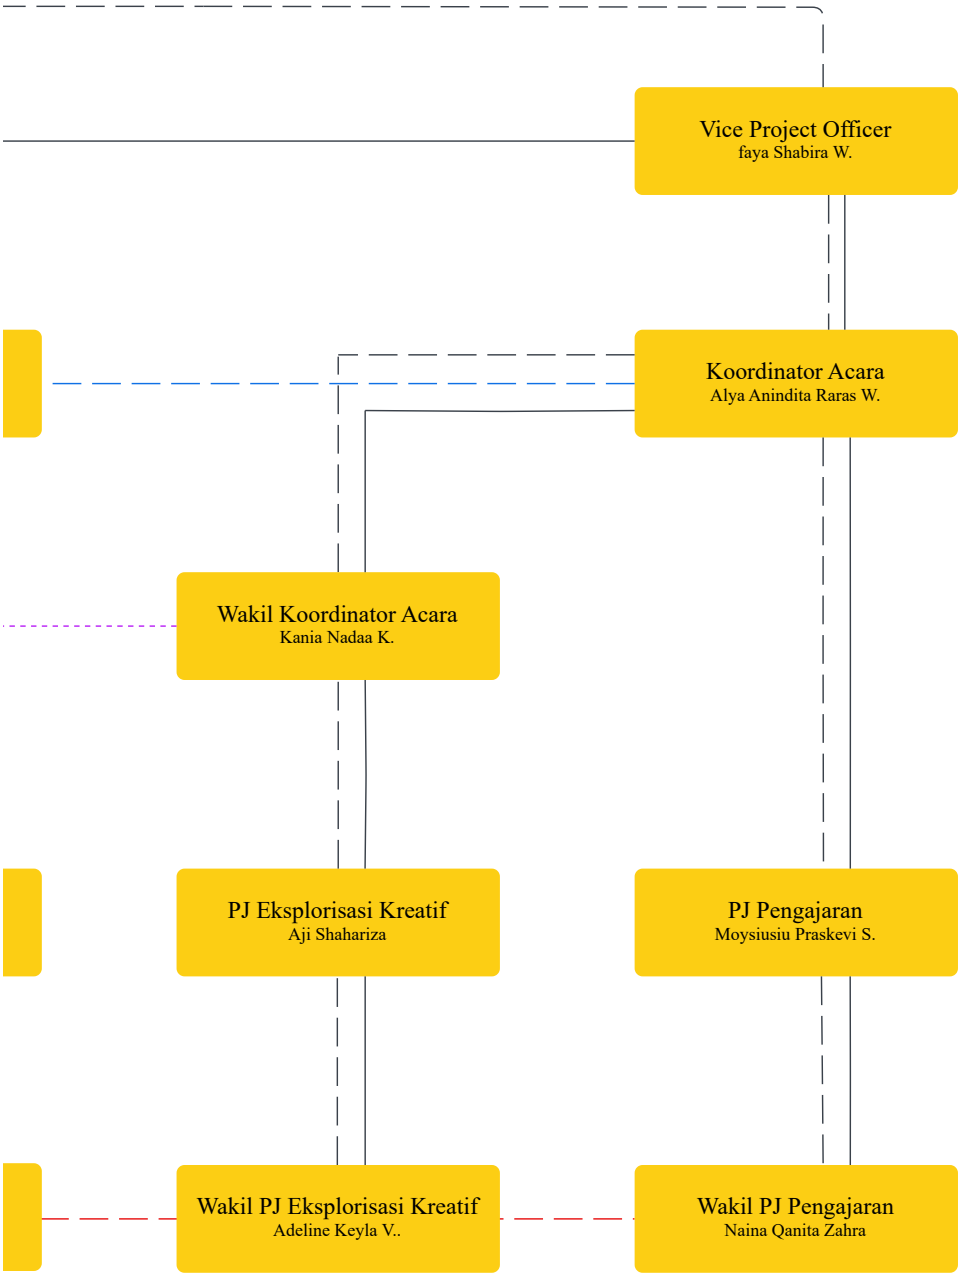 Vice Project Officer
faya Shabira W.
Koordinator Acara
Alya Anindita Raras W.
Wakil Koordinator Acara
Kania Nadaa K.
PJ Eksplorisasi Kreatif
Aji Shahariza
PJ Pengajaran
Moysiusiu Praskevi S.
Wakil PJ Eksplorisasi Kreatif
Adeline Keyla V..
Wakil PJ Pengajaran
Naina Qanita Zahra